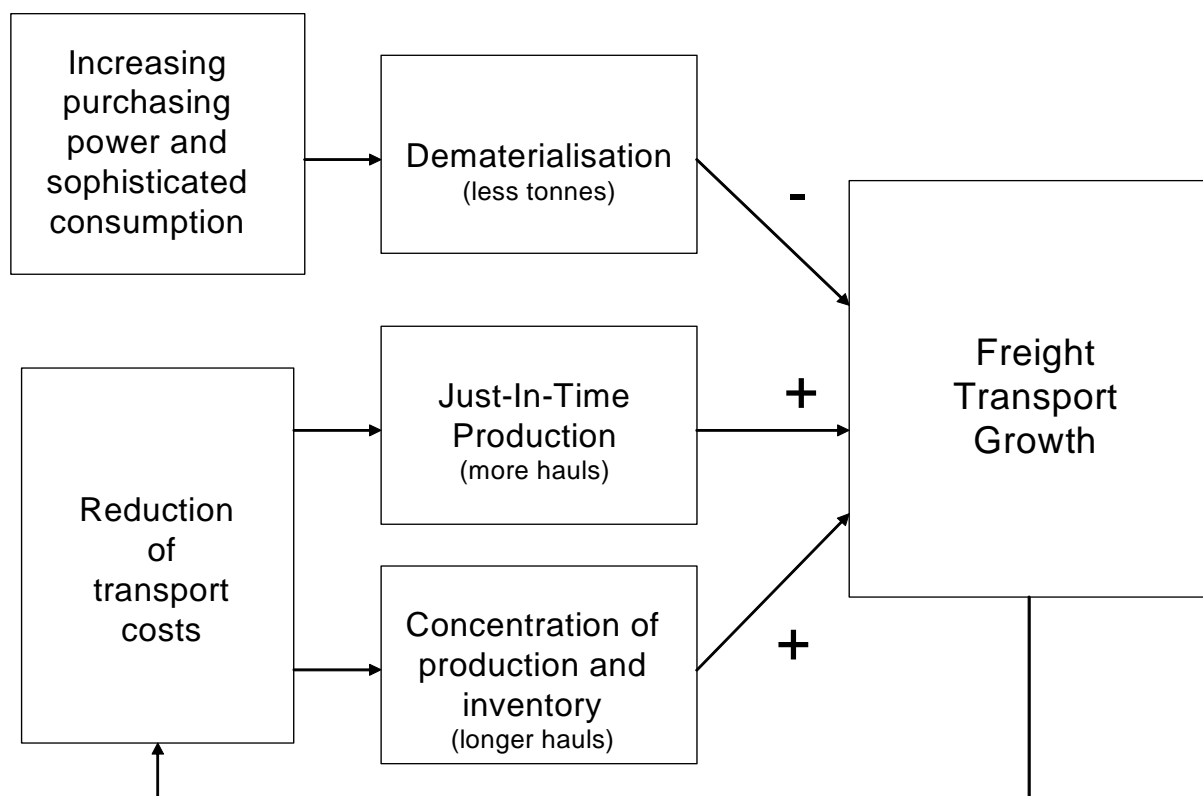 Increasing
purchasing
power and
sophisticated
consumption
Dematerialisation
(less tonnes)
-
Just-In-Time
Production
(more hauls)
+
Freight
Transport
Growth
Reduction
of
transport
costs
Concentration of
production and
inventory
(longer hauls)
+